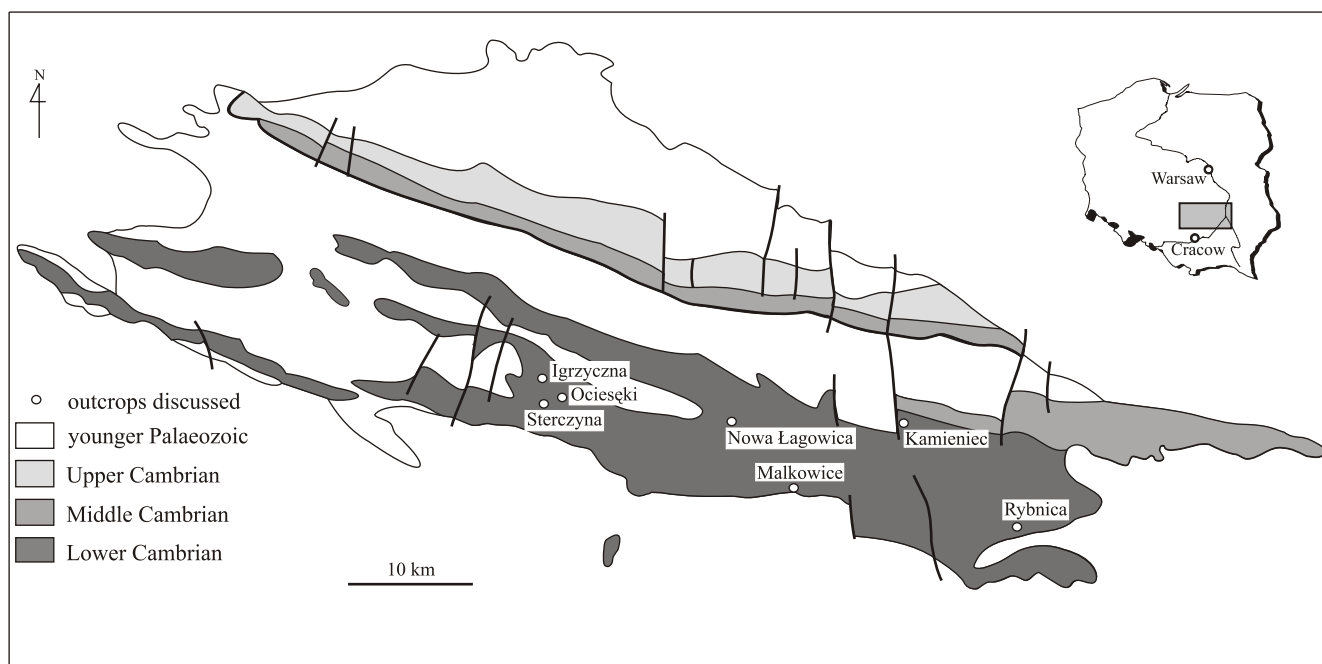 N
Warsaw
Cracow
Igrzyczna
Ociesęki
Sterczyna
Nowa Łagowica
Kamieniec
Malkowice
Rybnica
outcrops discussed
younger Palaeozoic
Upper Cambrian
Middle Cambrian
Lower Cambrian
10 km